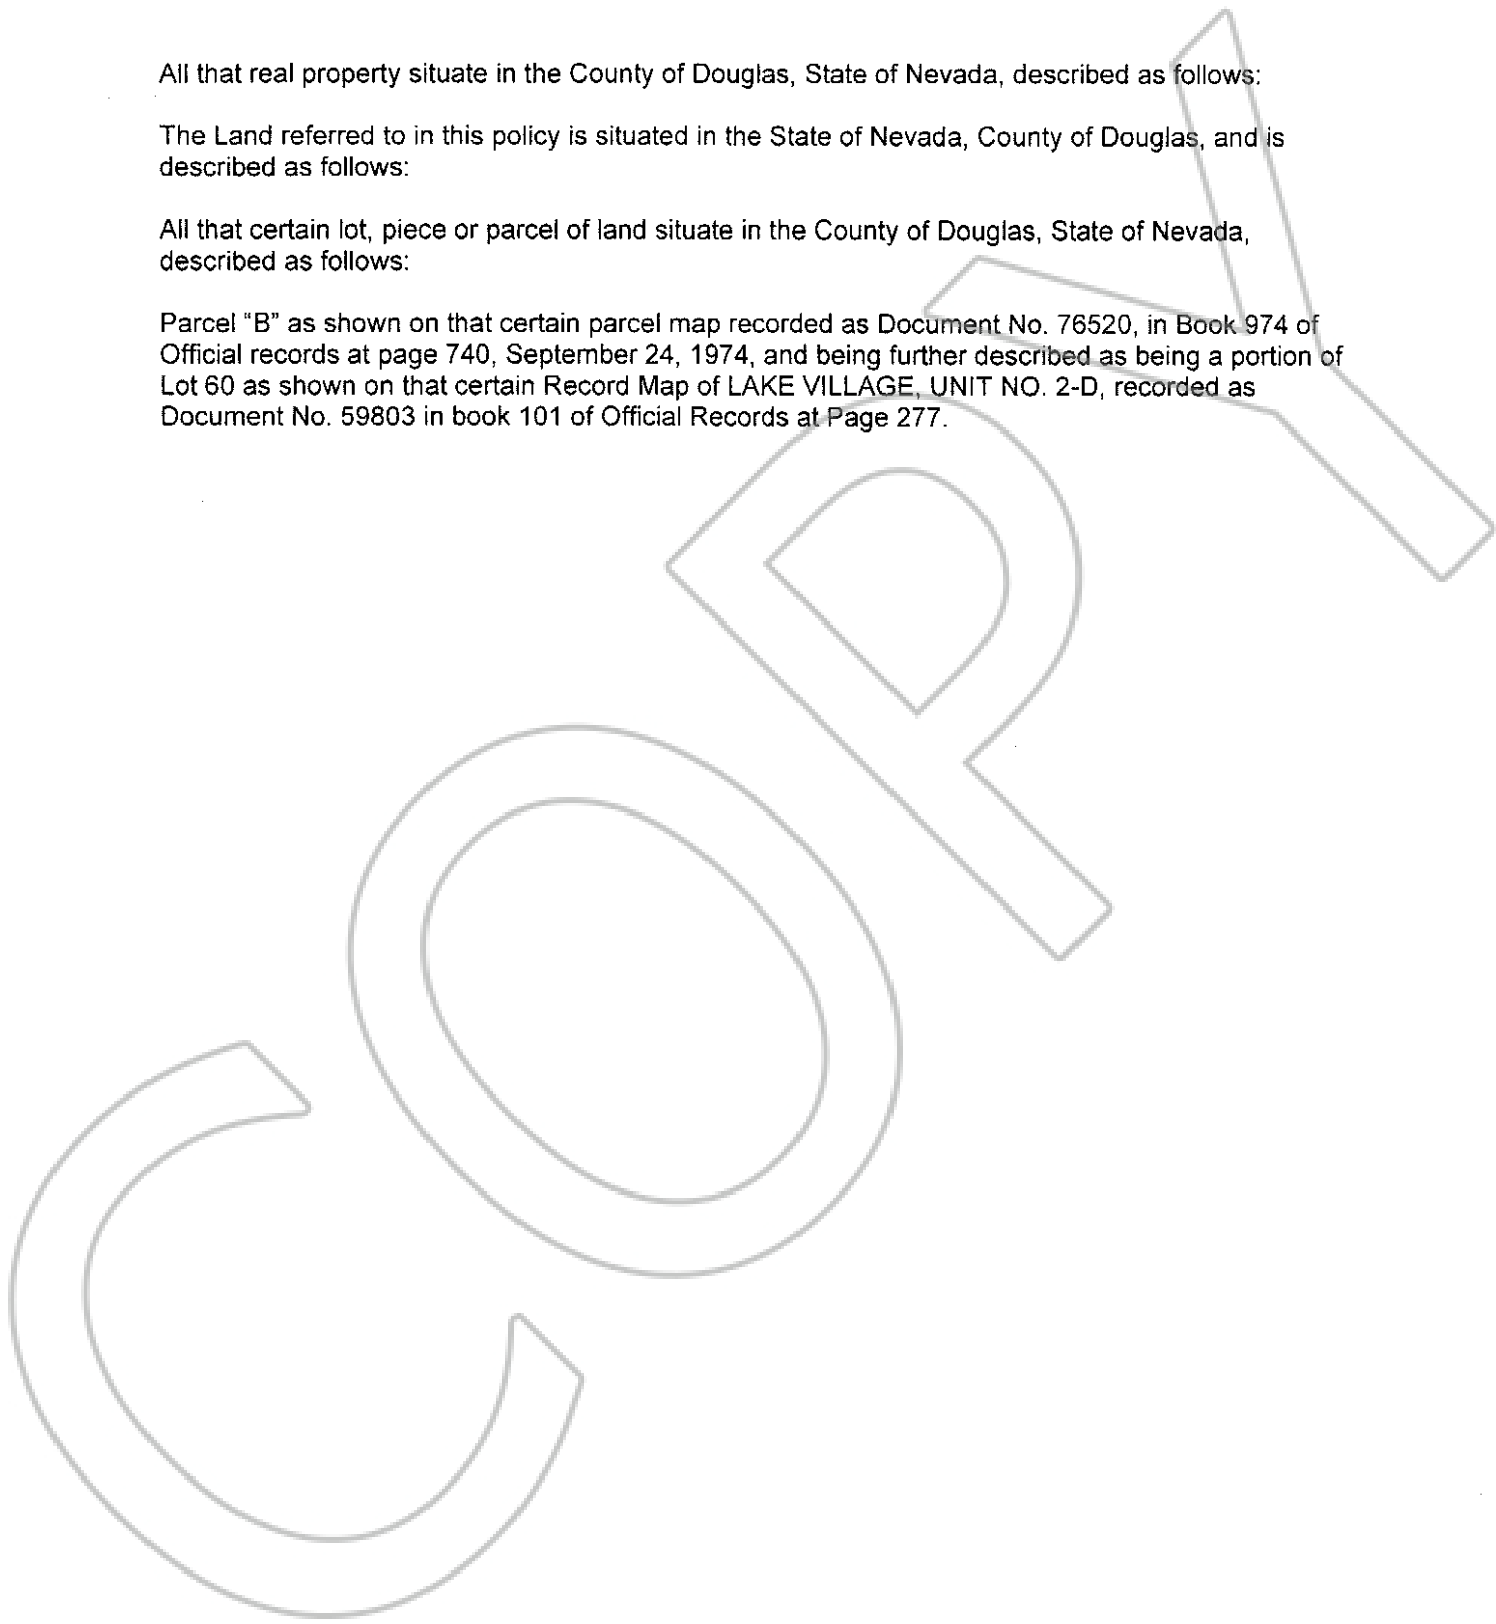 All that real property situate in the County of Douglas, State of Nevada, described as follows:
The Land referred to in this policy is situated in the State of Nevada, County of Douglas, and is
described as follows:
All that certain lot, piece or parcel of land situate in the County of Douglas, State of Nevada,
described as follows:
Parcel “B” as shown on that certain parcel map recorded as Document No. 76520, in Book 974 of
Official records at page 740, September 24, 1974, and being further described as being a portion of
Lot 60 as shown on that certain Record Map of LAKE VILLAGE, UNIT NO. 2-D, recorded as
Document No. 59803 in book 101 of Official Records at Page 277.
COPY